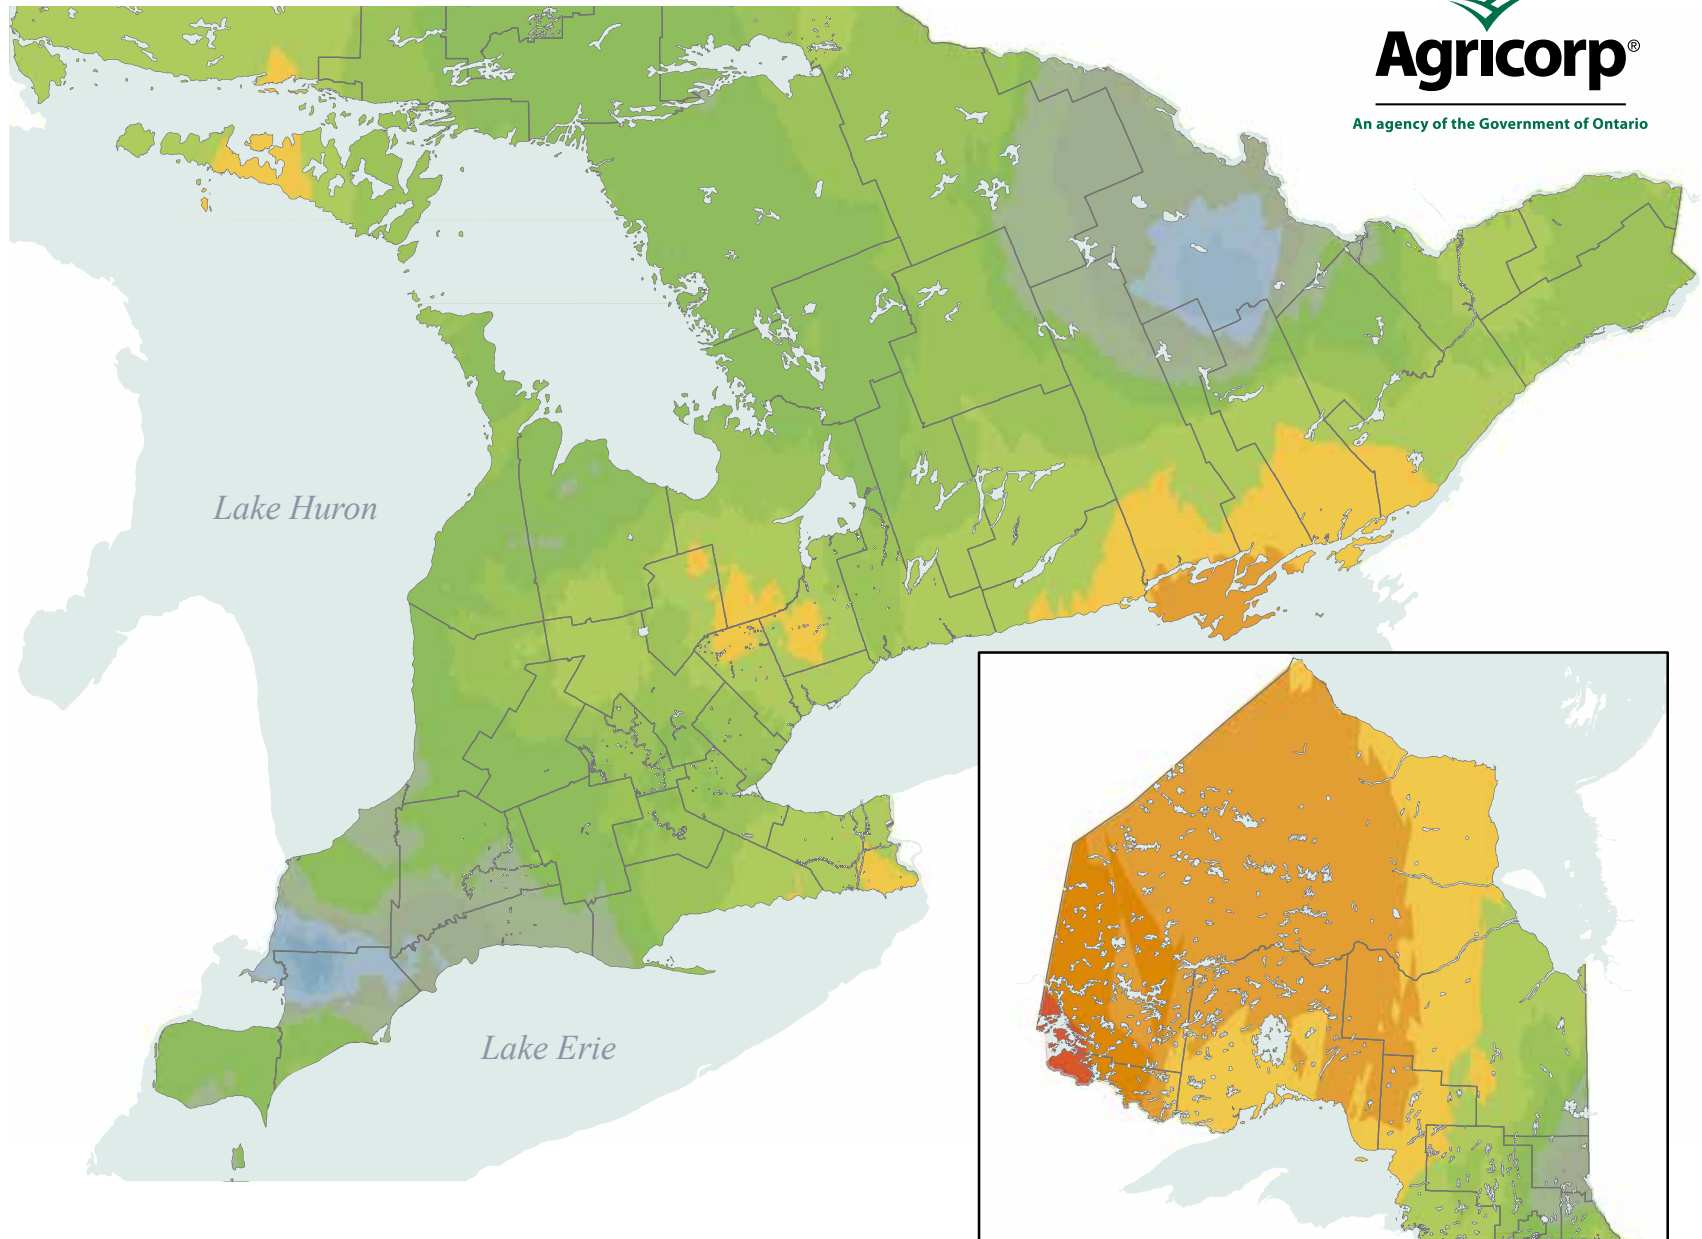 Agricorp®
An agency of the Government of Ontario
Lake Huron
Lake Erie